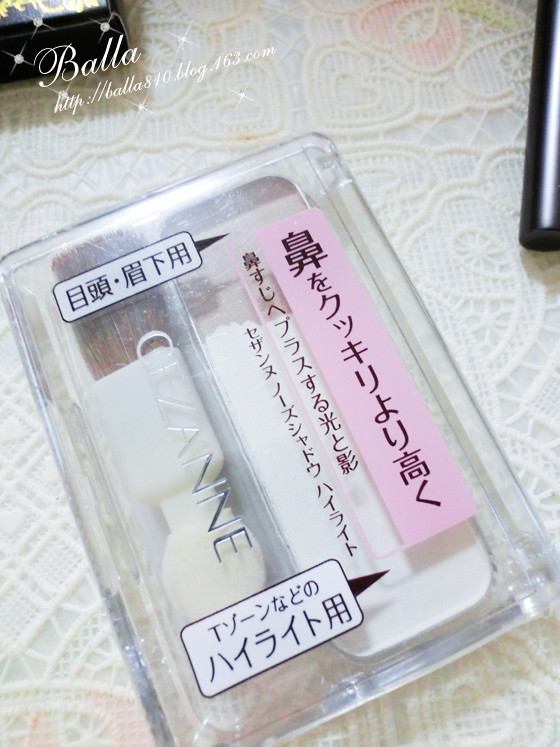 Balla
http://balla810.blog.163.com
目頭・眉下用
鼻をクッキリより高く
鼻すじへプラスする光と影
セザンヌ ノーズシャドウ ハイライト
ZANNE
Tゾーンなどの
ハイライト用